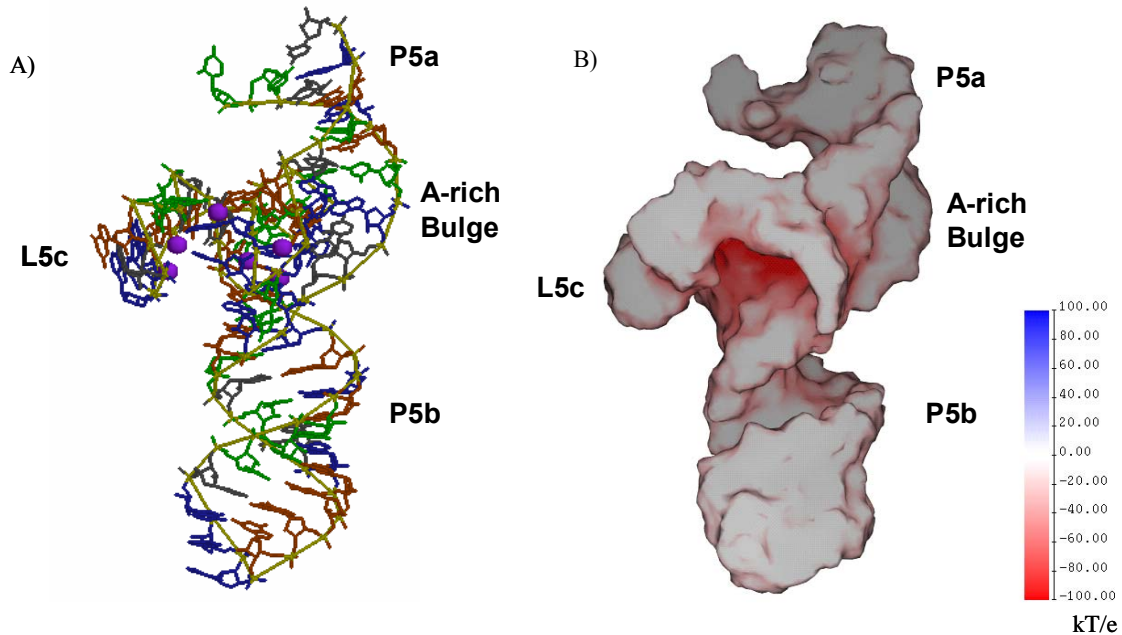 A)
P5a
A-rich
Bulge
L5c
P5b
B)
P5a
A-rich
Bulge
L5c
P5b
100.00
80.00
60.00
40.00
20.00
0.00
-20.00
-40.00
-60.00
-80.00
-100.00
kT/e